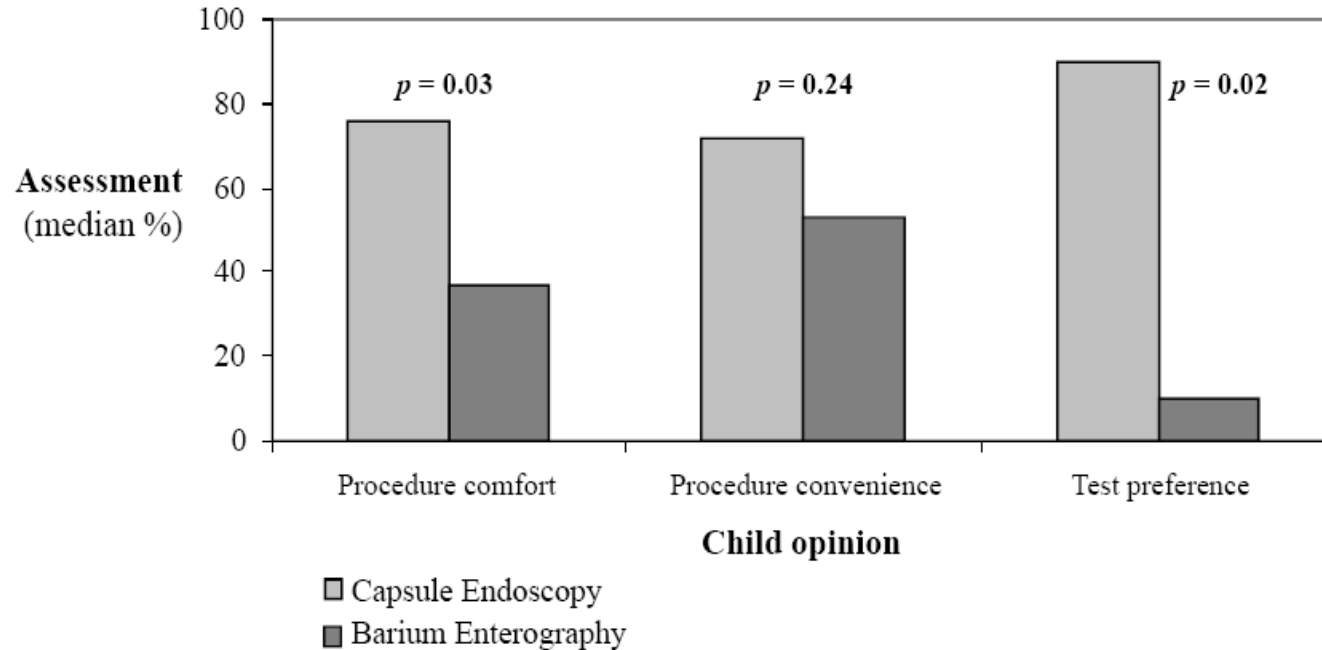 100
80
60
40
20
0
Assessment
(median %)
p = 0.03
p = 0.24
p = 0.02
Procedure comfort
Procedure convenience
Test preference
Child opinion
Capsule Endoscopy
Barium Enterography